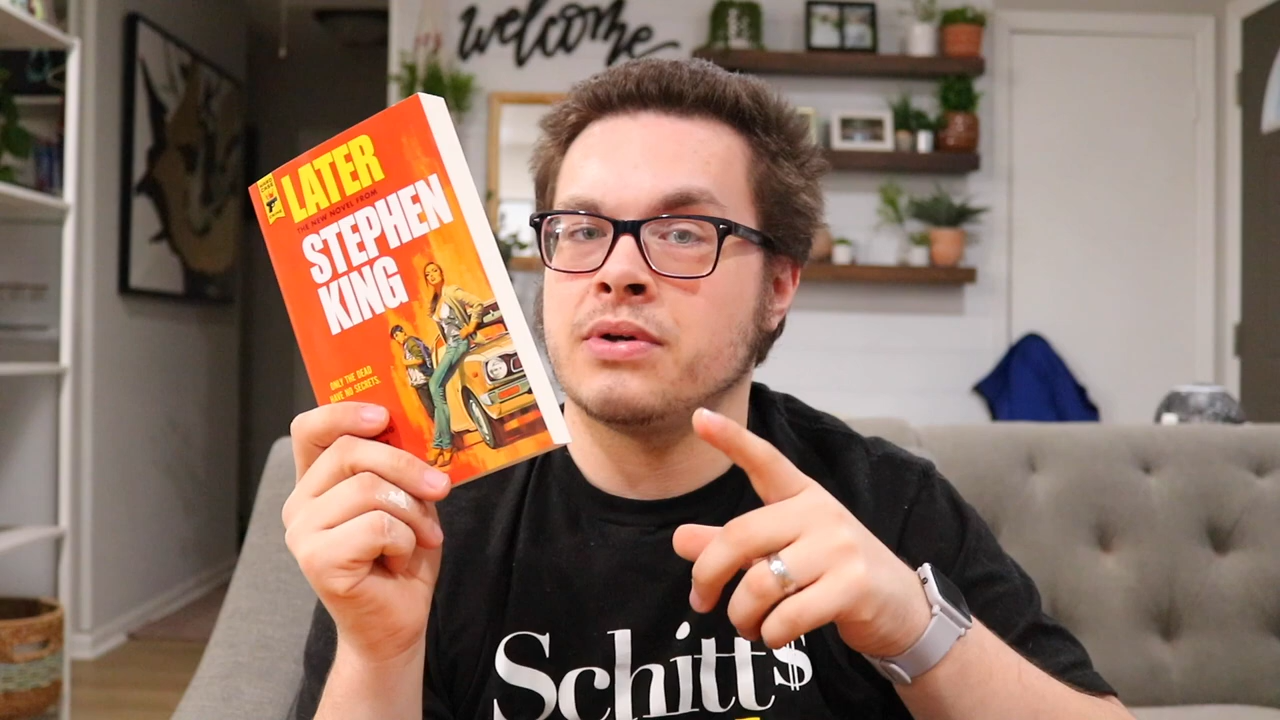 welcome
LATER
THE NEW NOVEL FROM
STEPHEN
KING
ONLY THE DEAD
HAVE NO SECRETS.
Schitt$